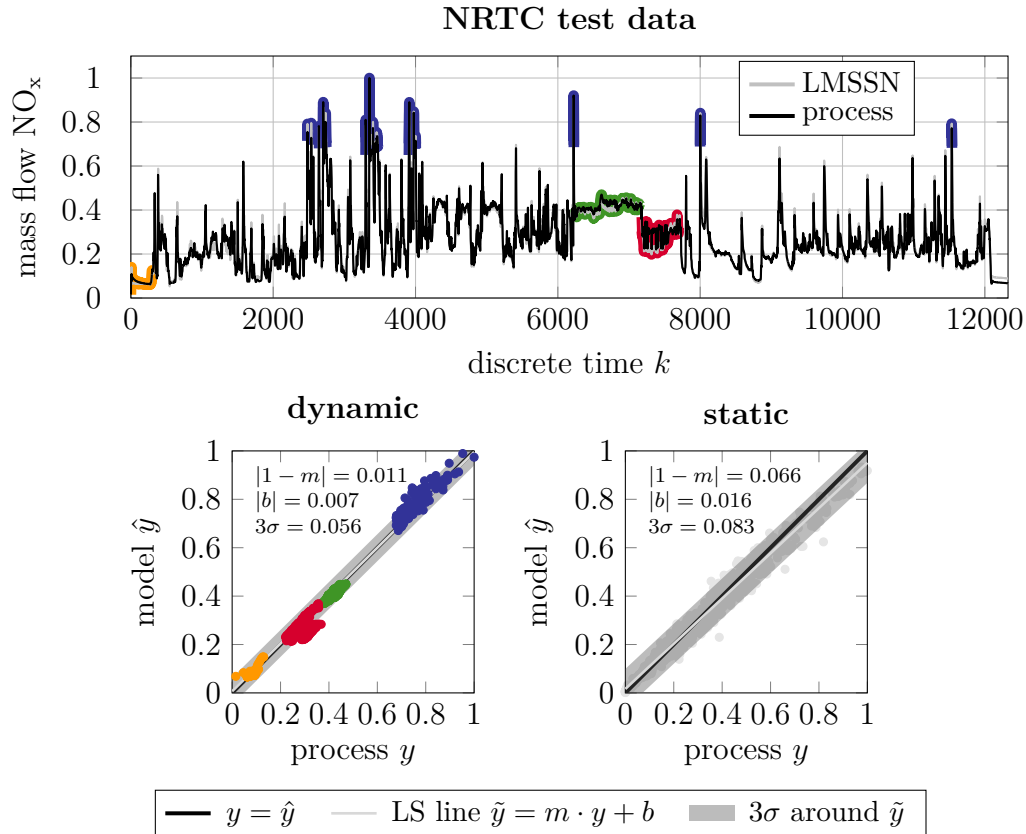 NRTC test data
mass flow NOx
1
0.8
0.6
0.4
0.2
0
LMSSN
process
0 2000 4000 6000 8000 10000 12000
discrete time k
dynamic
model ŷ
1
0.8
0.6
0.4
0.2
0
|1 − m| = 0.011
|b| = 0.007
3σ = 0.056
0 0.2 0.4 0.6 0.8 1
process y
static
model ŷ
1
0.8
0.6
0.4
0.2
0
|1 − m| = 0.066
|b| = 0.016
3σ = 0.083
0 0.2 0.4 0.6 0.8 1
process y
y = ŷ LS line ỹ = m · y + b 3σ around ỹ